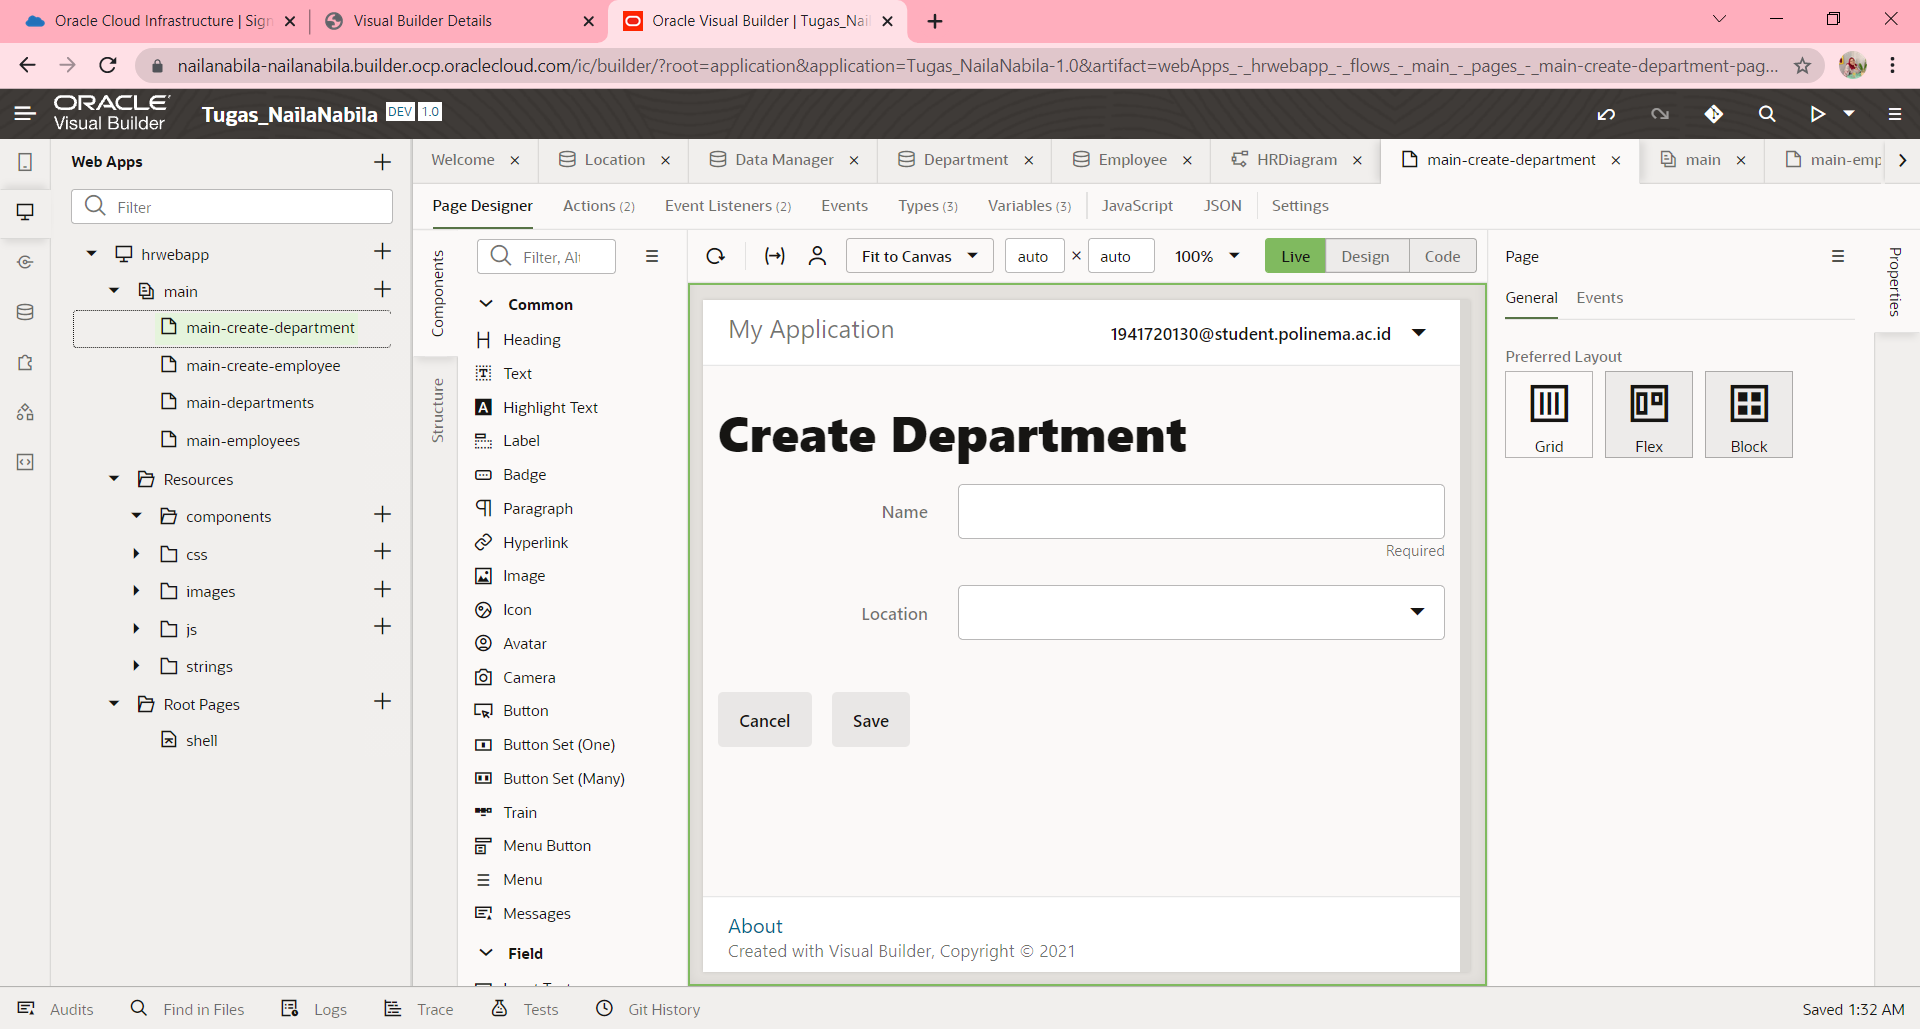 Oracle Cloud Infrastructure | Sign
Visual Builder Details
Oracle Visual Builder | Tugas_Nail
nailanabila-nailanabila.builder.ocp.oraclecloud.com/ic/builder/?root=application&application=Tugas_NailaNabila-1.0&artifact=webApps_-_hrwebapp_-_flows_-_main_-_pages_-_main-create-department-pag...
ORACLE
Visual Builder
Tugas_NailaNabila DEV 1.0
Web Apps
Filter
hrwebapp
main
main-create-department
main-create-employee
main-departments
main-employees
Resources
components
css
images
js
strings
Root Pages
shell
Welcome
Location
Data Manager
Department
Employee
HRDiagram
main-create-department
main
main-emp
Page Designer
Actions (2)
Event Listeners (2)
Events
Types (3)
Variables (3)
JavaScript
JSON
Settings
Components
Structure
Filter, Alt
Common
Heading
Text
Highlight Text
Label
Badge
Paragraph
Hyperlink
Image
Icon
Avatar
Camera
Button
Button Set (One)
Button Set (Many)
Train
Menu Button
Menu
Messages
Field
Fit to Canvas
auto × auto
100%
Live
Design
Code
My Application
1941720130@student.polinema.ac.id
Create Department
Name
Required
Location
Cancel
Save
About
Created with Visual Builder, Copyright © 2021
Page
General
Events
Preferred Layout
Grid
Flex
Block
Properties
Audits
Find in Files
Logs
Trace
Tests
Git History
Saved 1:32 AM